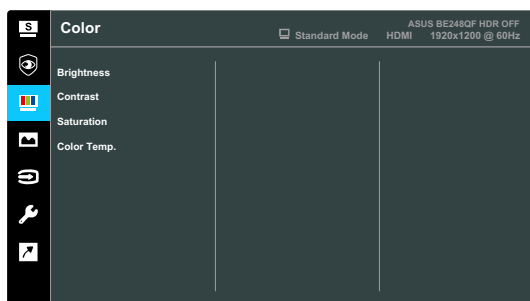 S
Color
ASUS BE248QF HDR OFF
Standard Mode HDMI 1920x1200 @ 60Hz
Brightness
Contrast
Saturation
Color Temp.